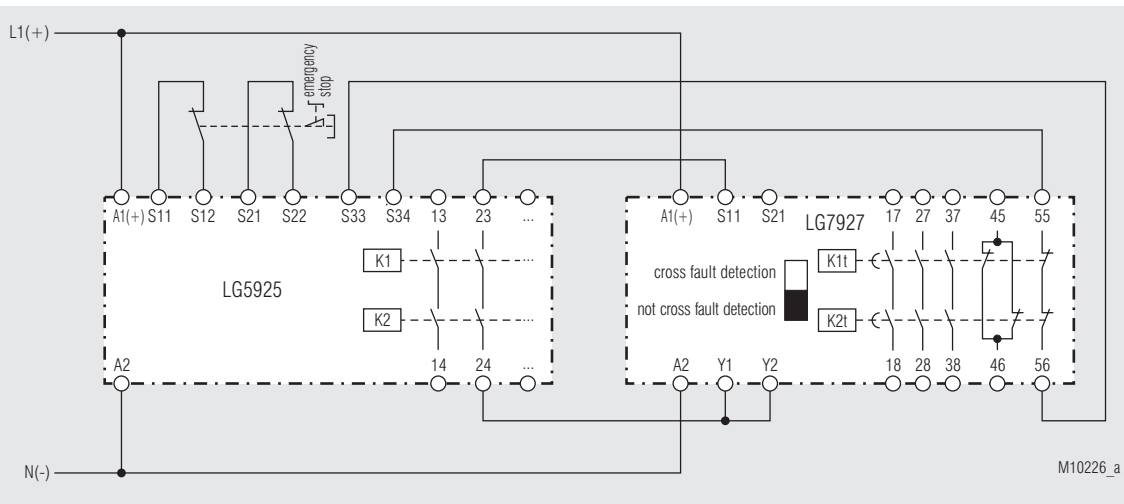 L1(+)
emergency
stop
A1(+) S11 S12 S21 S22 S33 S34 13 23 ...
A1(+) S11 S21 17 27 37 45 55
LG7927
K1
K1t
cross fault detection
LG5925
not cross fault detection
K2
K2t
A2 14 24 ...
A2 Y1 Y2 18 28 38 46 56
N(-)
M10226_a